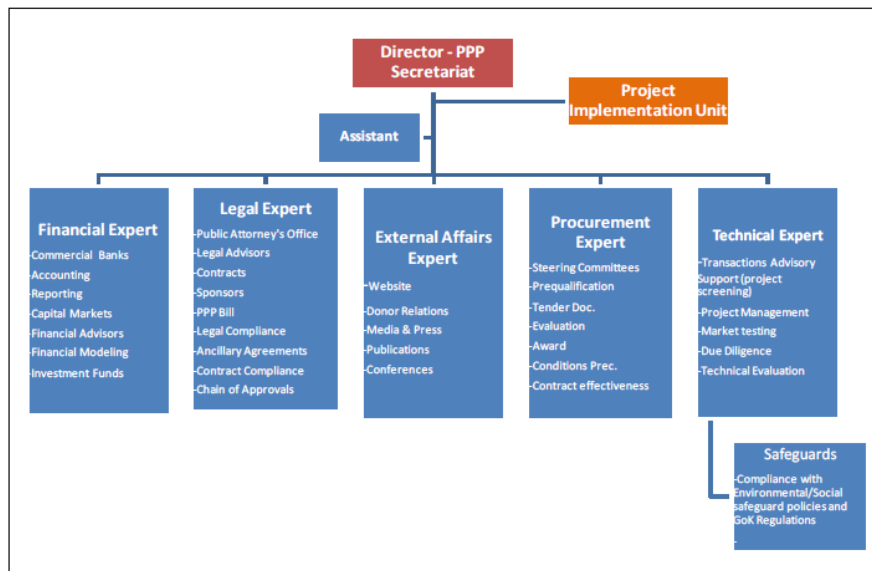 Director - PPP
Secretariat
Project
Implementation Unit
Assistant
Financial Expert
-Commercial Banks
-Accounting
-Reporting
-Capital Markets
-Financial Advisors
-Financial Modeling
-Investment Funds
Legal Expert
-Public Attorney's Office
-Legal Advisors
-Contracts
-Sponsors
-PPP Bill
-Legal Compliance
-Ancillary Agreements
-Contract Compliance
-Chain of Approvals
External Affairs
Expert
-Website
-Donor Relations
-Media & Press
-Publications
-Conferences
Procurement
Expert
-Steering Committees
-Prequalification
-Tender Doc.
-Evaluation
-Award
-Conditions Prec.
-Contract effectiveness
Technical Expert
-Transactions Advisory
Support (project
screening)
-Project Management
-Market testing
-Due Diligence
-Technical Evaluation
Safeguards
-Compliance with
Environmental/Social
safeguard policies and
GoK Regulations
-